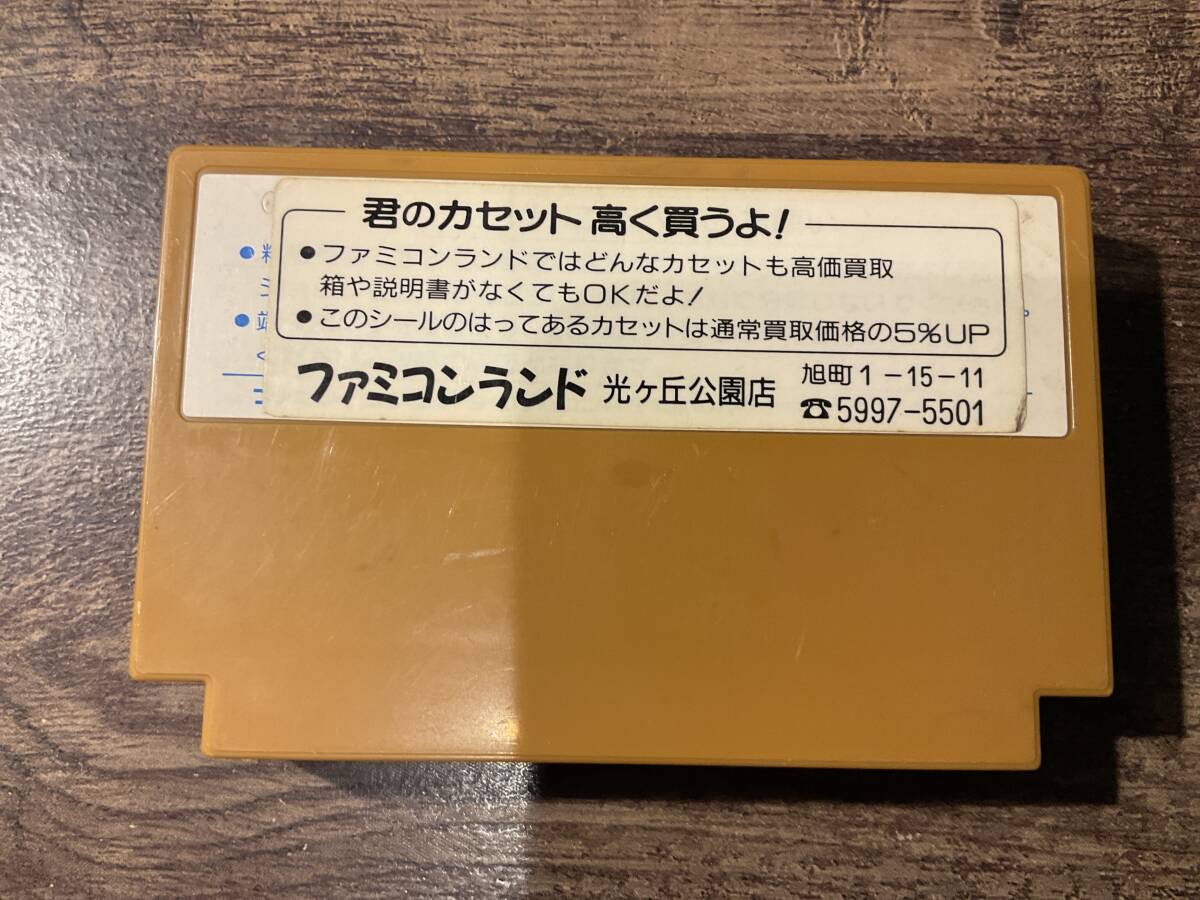 君のカセット高く買うよ!
●ファミコンランドではどんなカセットも高価買取
箱や説明書がなくてもOKだよ!
●このシールのはってあるカセットは通常買取価格の5%UP
ファミコンランド 光ヶ丘公園店
旭町1-15-11
☎5997-5501